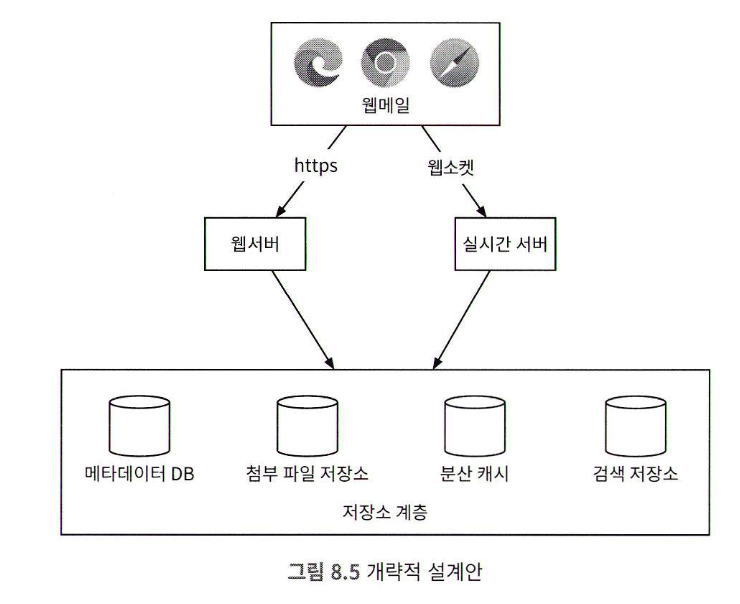 웹메일
https
웹소켓
웹서버
실시간 서버
메타데이터 DB
첨부 파일 저장소
분산 캐시
검색 저장소
저장소 계층
그림 8.5 개략적 설계안